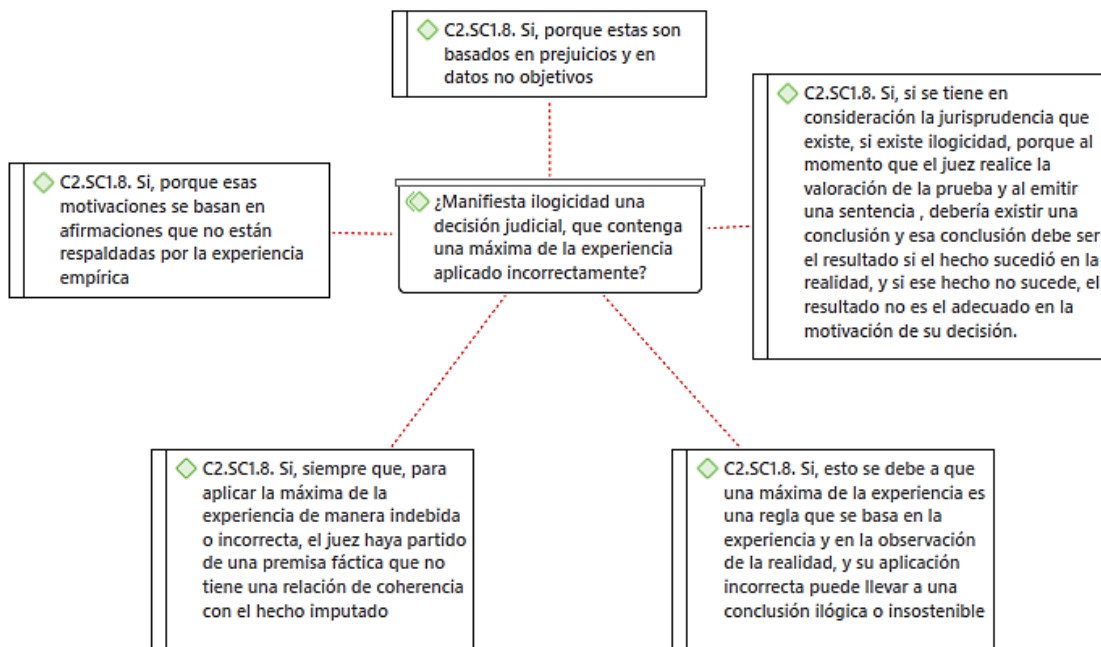 C2.SC1.8. Si, porque estas son
basados en prejuicios y en
datos no objetivos
C2.SC1.8. Si, si se tiene en
consideración la jurisprudencia que
existe, si existe ilogicidad, porque al
momento que el juez realice la
valoración de la prueba y al emitir
una sentencia , debería existir una
conclusión y esa conclusión debe ser
el resultado si el hecho sucedió en la
realidad, y si ese hecho no sucede, el
resultado no es el adecuado en la
motivación de su decisión.
C2.SC1.8. Si, porque esas
motivaciones se basan en
afirmaciones que no están
respaldadas por la experiencia
empírica
¿Manifiesta ilogicidad una
decisión judicial, que contenga
una máxima de la experiencia
aplicado incorrectamente?
C2.SC1.8. Si, siempre que, para
aplicar la máxima de la
experiencia de manera indebida
o incorrecta, el juez haya partido
de una premisa fáctica que no
tiene una relación de coherencia
con el hecho imputado
C2.SC1.8. Si, esto se debe a que
una máxima de la experiencia es
una regla que se basa en la
experiencia y en la observación
de la realidad, y su aplicación
incorrecta puede llevar a una
conclusión ilógica o insostenible